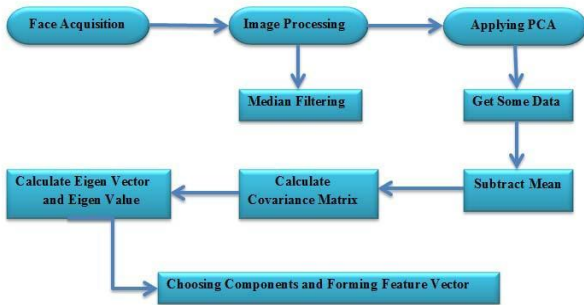 Face Acquisition
Image Processing
Applying PCA
Median Filtering
Get Some Data
Subtract Mean
Calculate
Covariance Matrix
Calculate Eigen Vector
and Eigen Value
Choosing Components and Forming Feature Vector